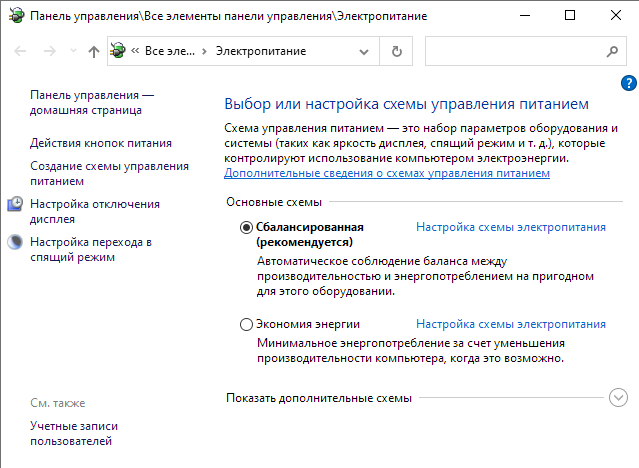 Панель управления\Все элементы панели управления\Электропитание
« Все эле... › Электропитание
?
Панель управления —
домашняя страница
Действия кнопок питания
Создание схемы управления
питанием
Настройка отключения
дисплея
Настройка перехода в
спящий режим
См. также
Учетные записи
пользователей
Выбор или настройка схемы управления питанием
Схема управления питанием — это набор параметров оборудования и
системы (таких как яркость дисплея, спящий режим и т. д.), которые
контролируют использование компьютером электроэнергии.
Дополнительные сведения о схемах управления питанием
Основные схемы
Сбалансированная Настройка схемы электропитания
(рекомендуется)
Автоматическое соблюдение баланса между
производительностью и энергопотреблением на пригодном
для этого оборудовании.
Экономия энергии Настройка схемы электропитания
Минимальное энергопотребление за счет уменьшения
производительности компьютера, когда это возможно.
Показать дополнительные схемы